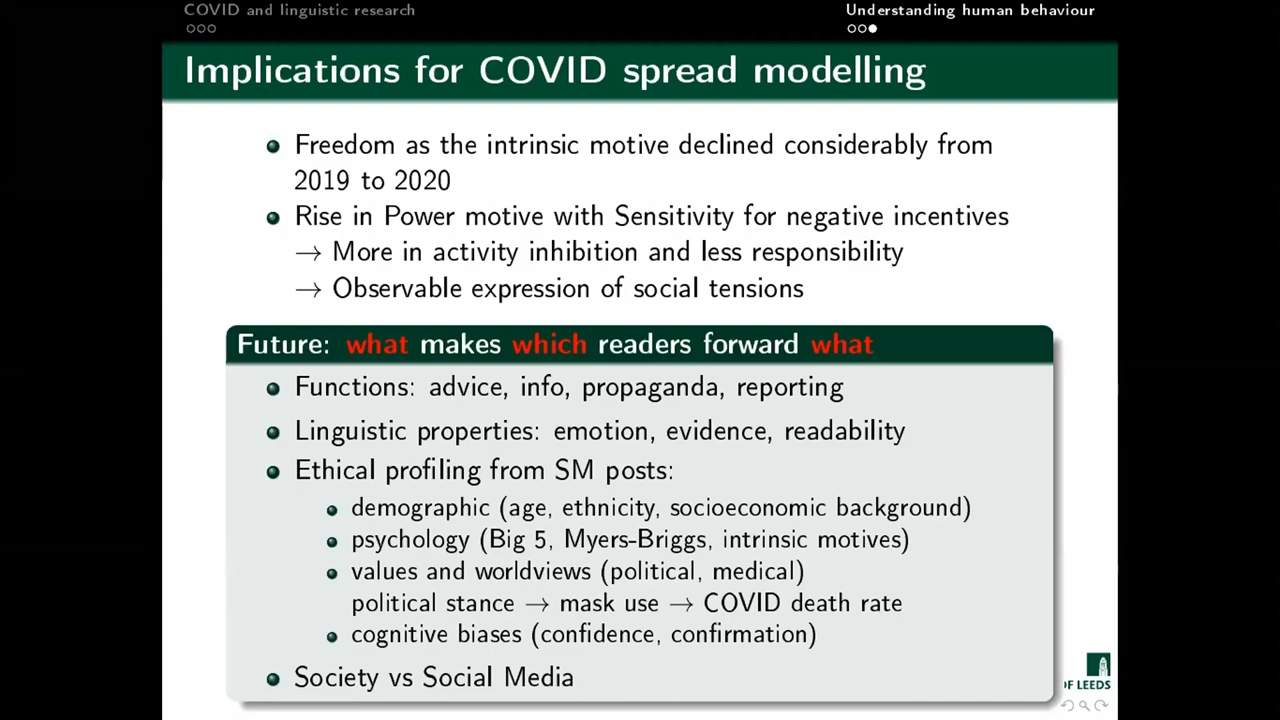 COVID and linguistic research
Understanding human behaviour
Implications for COVID spread modelling
Freedom as the intrinsic motive declined considerably from
2019 to 2020
Rise in Power motive with Sensitivity for negative incentives
→ More in activity inhibition and less responsibility
→ Observable expression of social tensions
Future: what makes which readers forward what
Functions: advice, info, propaganda, reporting
Linguistic properties: emotion, evidence, readability
Ethical profiling from SM posts:
demographic (age, ethnicity, socioeconomic background)
psychology (Big 5, Myers-Briggs, intrinsic motives)
values and worldviews (political, medical)
political stance → mask use → COVID death rate
cognitive biases (confidence, confirmation)
Society vs Social Media
OF LEEDS